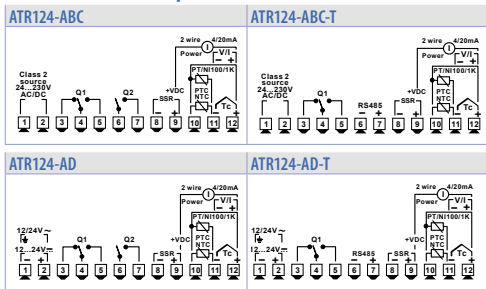 ATR124-ABC
2 wire 4/20mA
Power V/I
- +
PT/NI100/1K
Class 2
source
24...230V
AC/DC
Q1
Q2
+VDC
SSR
- +
PTC
NTC
Tc
1 2 3 4 5 6 7 8 9 10 11 12
ATR124-ABC-T
2 wire 4/20mA
Power V/I
- +
PT/NI100/1K
Class 2
source
24...230V
AC/DC
Q1
RS485
- +
+VDC
SSR
- +
PTC
NTC
Tc
1 2 3 4 5 6 7 8 9 10 11 12
ATR124-AD
2 wire 4/20mA
Power V/I
- +
PT/NI100/1K
12/24V ~
12...24V
- +
Q1
Q2
+VDC
SSR
- +
PTC
NTC
Tc
1 2 3 4 5 6 7 8 9 10 11 12
ATR124-AD-T
2 wire 4/20mA
Power V/I
- +
PT/NI100/1K
12/24V ~
12...24V
- +
Q1
RS485
- +
+VDC
SSR
- +
PTC
NTC
Tc
1 2 3 4 5 6 7 8 9 10 11 12